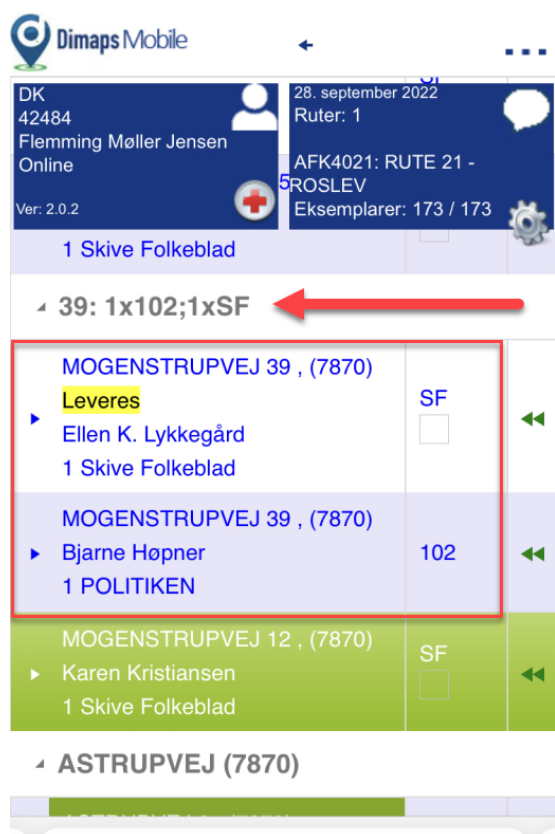 Dimaps Mobile
SF
DK
42484
Flemming Møller Jensen
Online
Ver: 2.0.2
28. september 2022
Ruter: 1
AFK4021: RUTE 21 -
ROSLEV
Eksemplarer: 173 / 173
5
1 Skive Folkeblad
39: 1x102;1xSF
MOGENSTRUPVEJ 39 , (7870)
Leveres
SF
Ellen K. Lykkegård
1 Skive Folkeblad
MOGENSTRUPVEJ 39 , (7870)
Bjarne Høpner
102
1 POLITIKEN
MOGENSTRUPVEJ 12 , (7870)
SF
Karen Kristiansen
1 Skive Folkeblad
ASTRUPVEJ (7870)